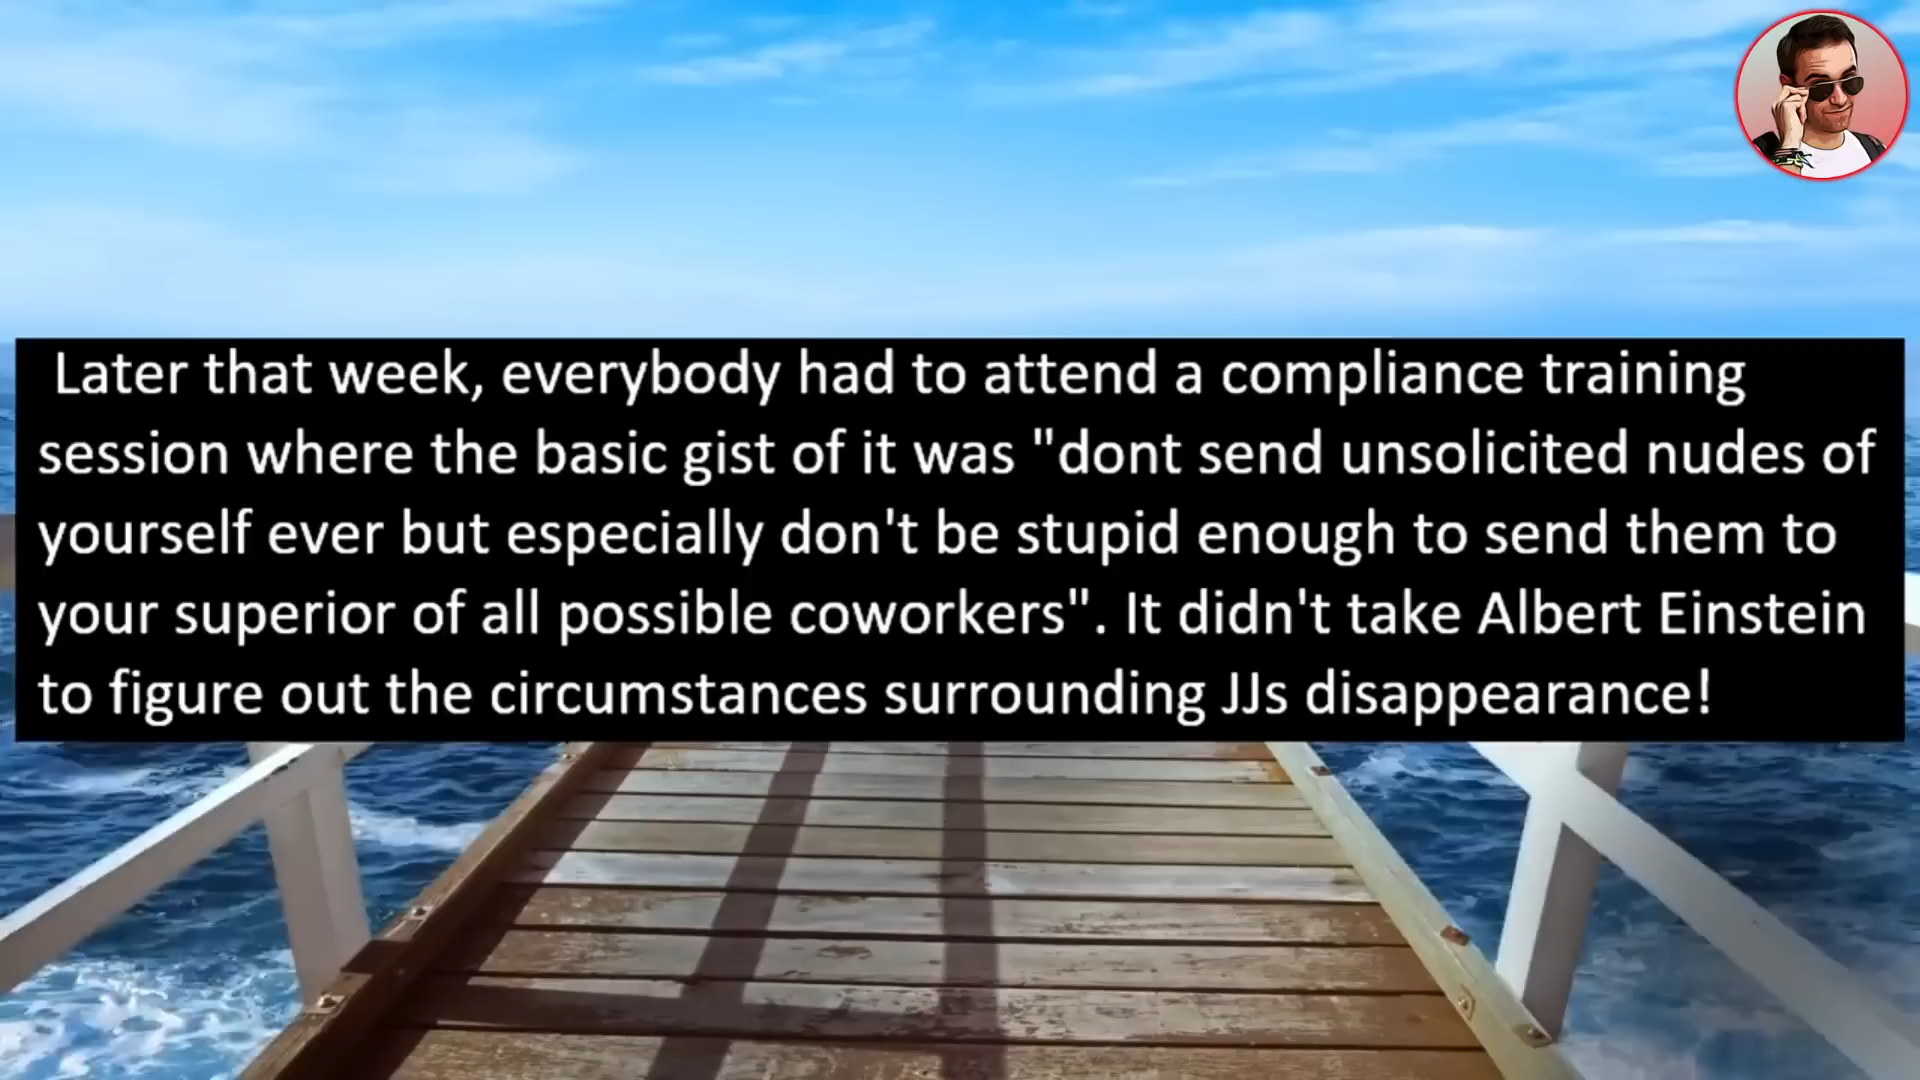 Later that week, everybody had to attend a compliance training
session where the basic gist of it was "dont send unsolicited nudes of
yourself ever but especially don't be stupid enough to send them to
your superior of all possible coworkers". It didn't take Albert Einstein
to figure out the circumstances surrounding JJs disappearance!